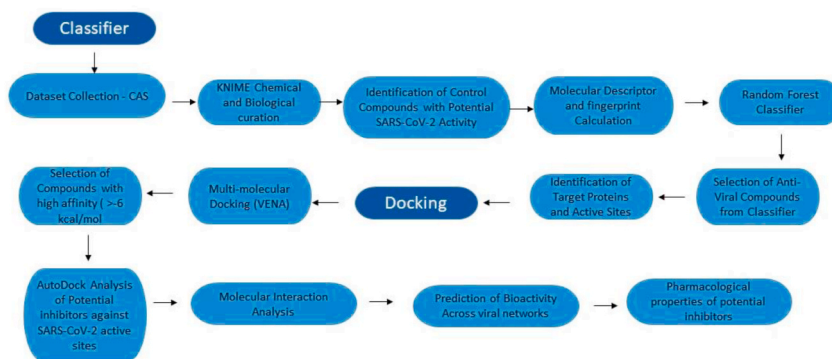 Classifier
Dataset Collection - CAS
KNIME Chemical
and Biological
curation
Identification of Control
Compounds with Potential
SARS-CoV-2 Activity
Molecular Descriptor
and fingerprint
Calculation
Random Forest
Classifier
Selection of Anti-
Viral Compounds
from Classifier
Identification of
Target Proteins
and Active Sites
Docking
Multi-molecular
Docking (VENA)
Selection of
Compounds with
high affinity ( >-6
kcal/mol
AutoDock Analysis
of Potential
inhibitors against
SARS-CoV-2 active
sites
Molecular Interaction
Analysis
Prediction of Bioactivity
Across viral networks
Pharmacological
properties of potential
Inhibitors